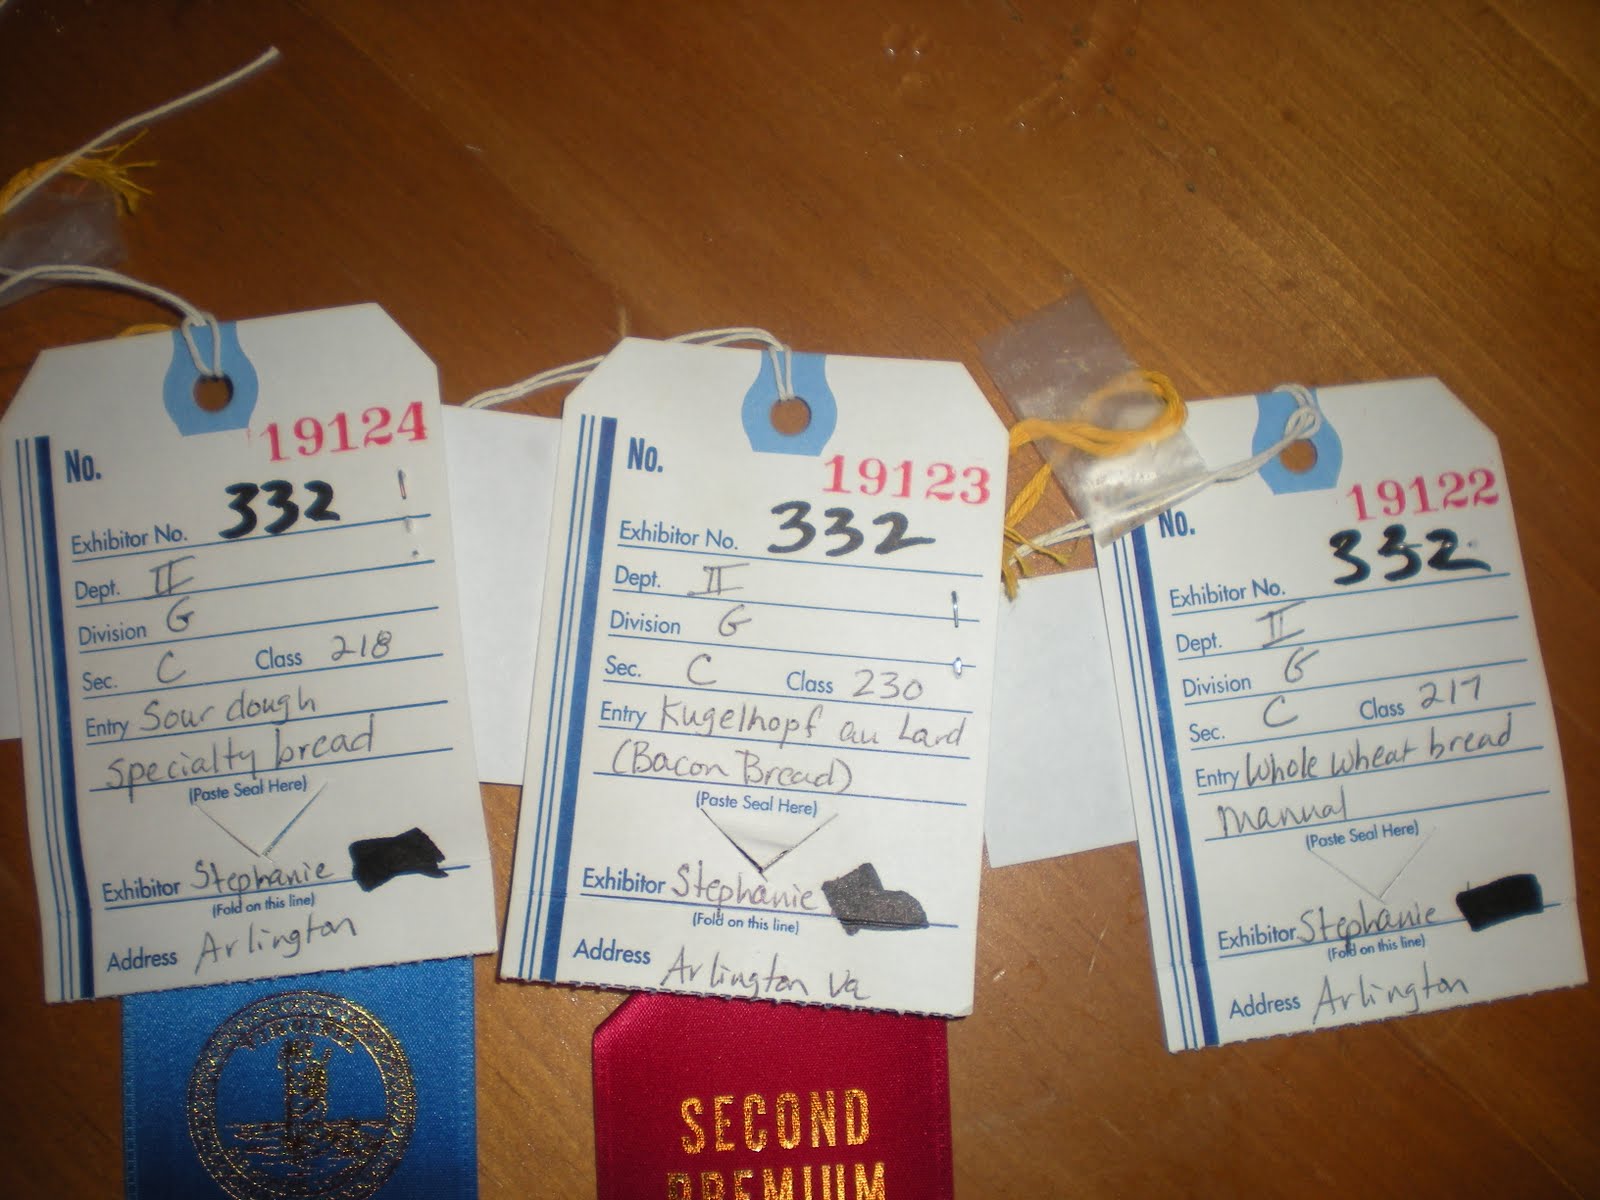 19124
No.
Exhibitor No. 332
Dept. II
Division G
Sec. C Class 218
Entry Sour dough
specialty bread
(Paste Seal Here)
Exhibitor Stephanie
(Fold on this line)
Address Arlington
19123
No.
Exhibitor No. 332
Dept. II
Division G
Sec. C Class 230
Entry Kugelhopf au Lard
(Bacon Bread)
(Paste Seal Here)
Exhibitor Stephanie
(Fold on this line)
Address Arlington Va
SECOND
PREMIUM
19122
No.
Exhibitor No. 332
Dept. II
Division G
Sec. C Class 217
Entry Whole wheat bread
manual
(Paste Seal Here)
Exhibitor Stephanie
(Fold on this line)
Address Arlington